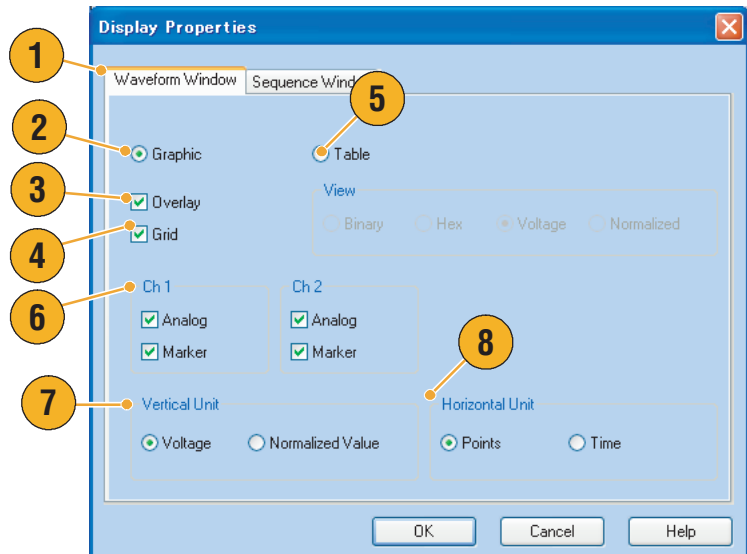 Display Properties
1
Waveform Window
Sequence Wind
5
2
Graphic
Table
3
Overlay
View
4
Grid
Binary
Hex
Voltage
Normalized
6
Ch 1
Ch 2
Analog
Analog
Marker
Marker
8
7
Vertical Unit
Horizontal Unit
Voltage
Normalized Value
Points
Time
OK
Cancel
Help